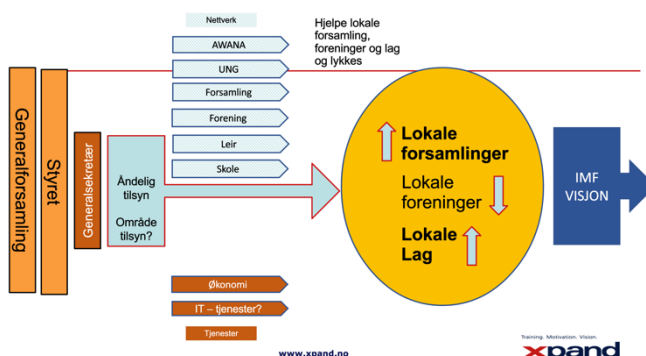 Nettverk
AWANA
UNG
Forsamling
Forening
Leir
Skole
Hjelpe lokale
forsamling,
foreninger og lag
og lykkes
Generalforsamling
Styret
Generalsekretær
Åndelig
tilsyn
Område
tilsyn?
Lokale
forsamlinger
Lokale
foreninger
Lokale
Lag
IMF
VISJON
Økonomi
IT – tjenester?
Tjenester
www.xpand.no
Training. Motivation. Vision.
xpand